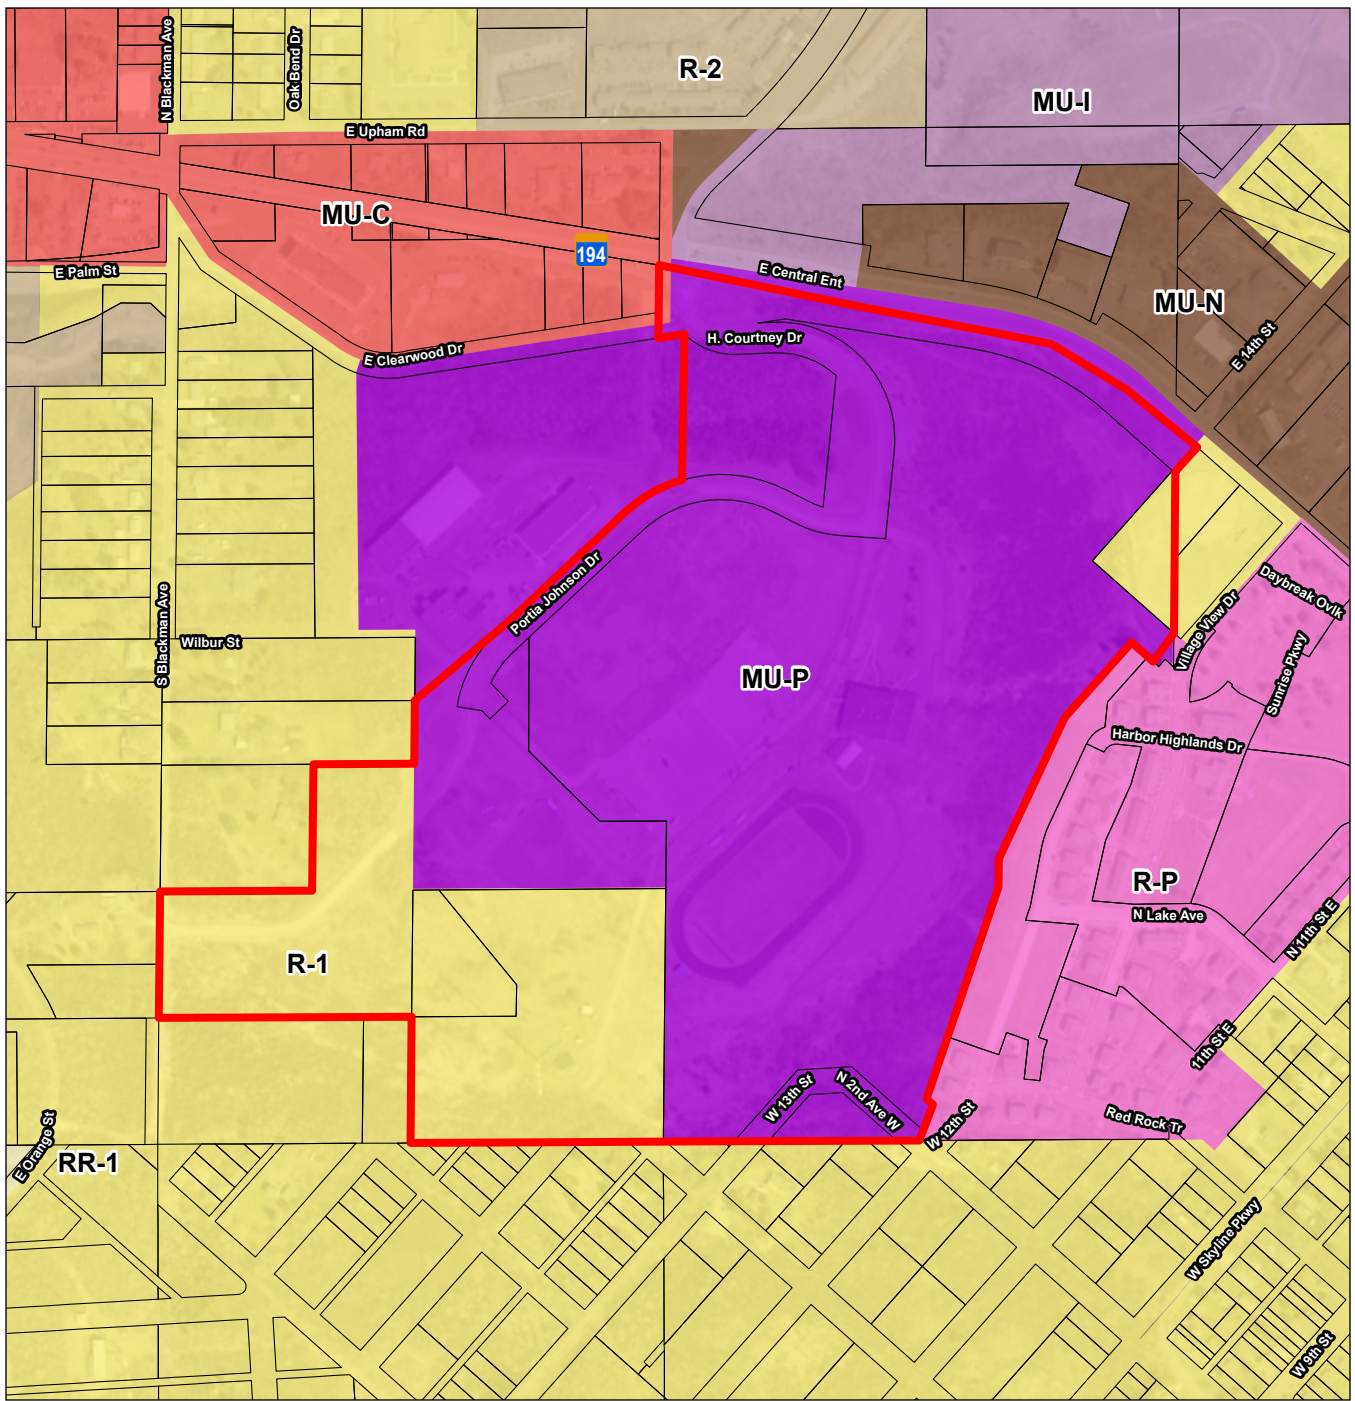 N Blackman Ave
Oak Bend Dr
R-2
MU-I
E Upham Rd
MU-C
194
E Palm St
E Central Ent
MU-N
H. Courtney Dr
E 14th St
E Clearwood Dr
Portia Johnson Dr
Daybreak Ovlk
Village View Dr
S Blackman Ave
Wilbur St
MU-P
Sunrise Pkwy
Harbor Highlands Dr
R-P
N Lake Ave
N 11th St E
R-1
11th St E
W 13th St
N 2nd Ave W
W 12th St
Red Rock Tr
E Orange St
RR-1
W Skyline Pkwy
W 9th St